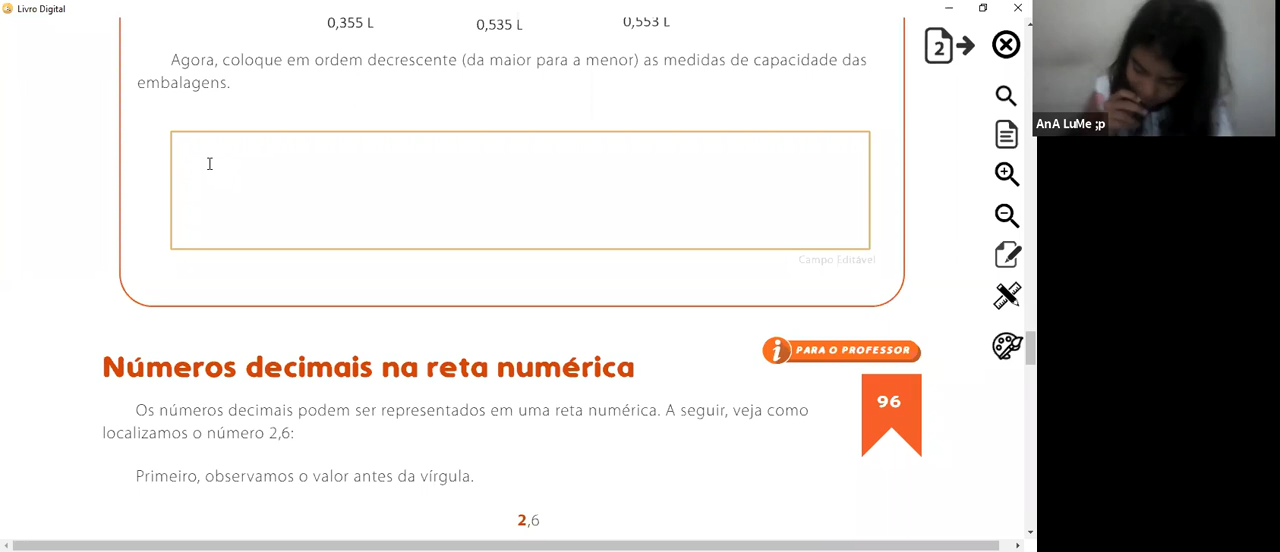 Livro Digital
0,355 L 0,535 L 0,553 L
Agora, coloque em ordem decrescente (da maior para a menor) as medidas de capacidade das
embalagens.
Campo Editável
2
AnA LuMe ;p
Números decimais na reta numérica
i PARA O PROFESSOR
96
Os números decimais podem ser representados em uma reta numérica. A seguir, veja como
localizamos o número 2,6:
Primeiro, observamos o valor antes da vírgula.
2,6